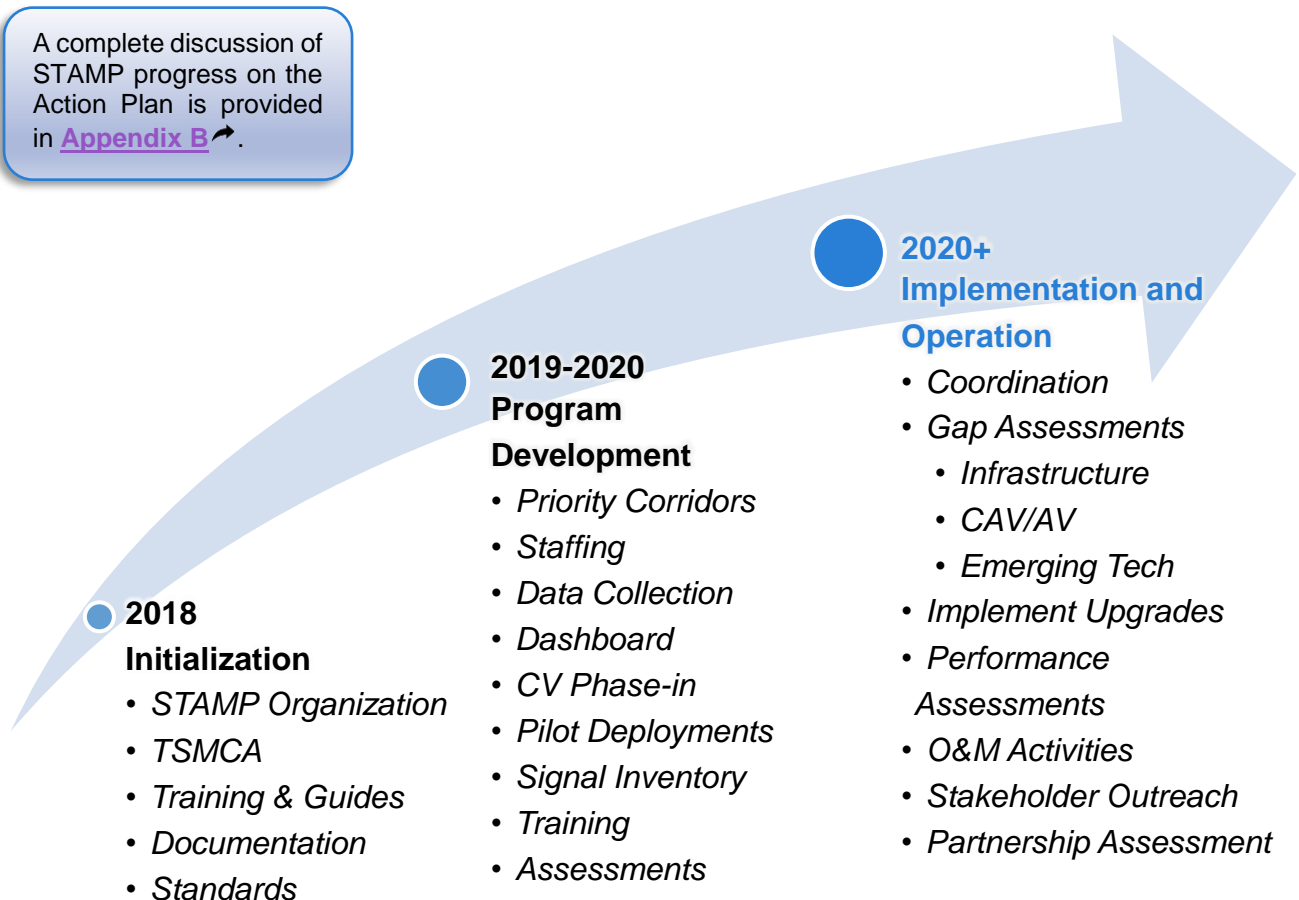 A complete discussion of
STAMP progress on the
Action Plan is provided
in Appendix B.
2018
Initialization
• STAMP Organization
• TSMCA
• Training & Guides
• Documentation
• Standards
2019-2020
Program
Development
• Priority Corridors
• Staffing
• Data Collection
• Dashboard
• CV Phase-in
• Pilot Deployments
• Signal Inventory
• Training
• Assessments
2020+
Implementation and
Operation
• Coordination
• Gap Assessments
• Infrastructure
• CAV/AV
• Emerging Tech
• Implement Upgrades
• Performance
Assessments
• O&M Activities
• Stakeholder Outreach
• Partnership Assessment